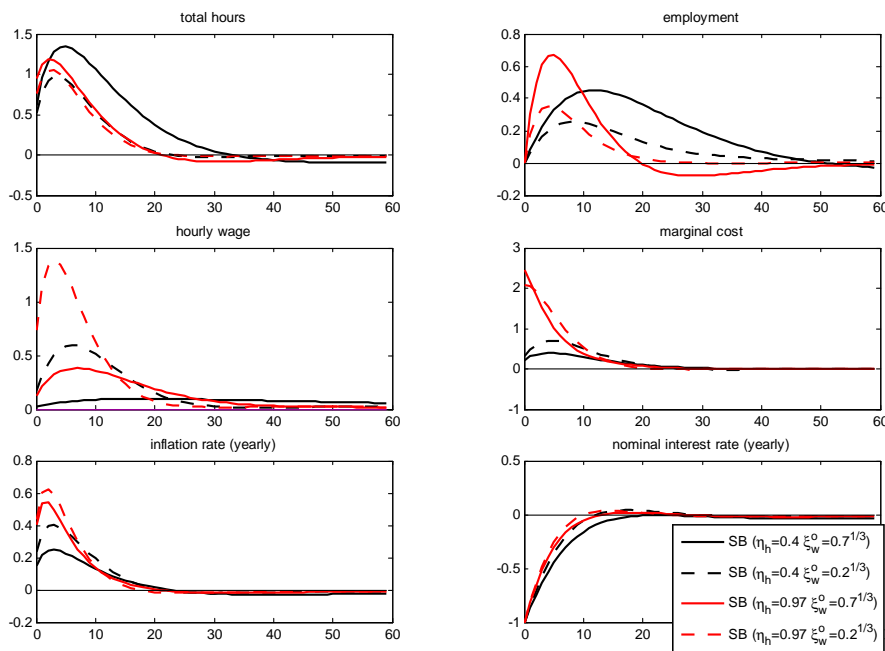 total hours
1.5
1
0.5
0
-0.5
0 10 20 30 40 50 60
employment
0.8
0.6
0.4
0.2
0
-0.2
0 10 20 30 40 50 60
hourly wage
1.5
1
0.5
0
0 10 20 30 40 50 60
marginal cost
3
2
1
0
-1
0 10 20 30 40 50 60
inflation rate (yearly)
0.8
0.6
0.4
0.2
0
-0.2
0 10 20 30 40 50 60
nominal interest rate (yearly)
0.5
0
-0.5
-1
0 10 20
SB (η_h=0.4 ξ_w^o=0.7^1/3)
SB (η_h=0.4 ξ_w^o=0.2^1/3)
SB (η_h=0.97 ξ_w^o=0.7^1/3)
SB (η_h=0.97 ξ_w^o=0.2^1/3)